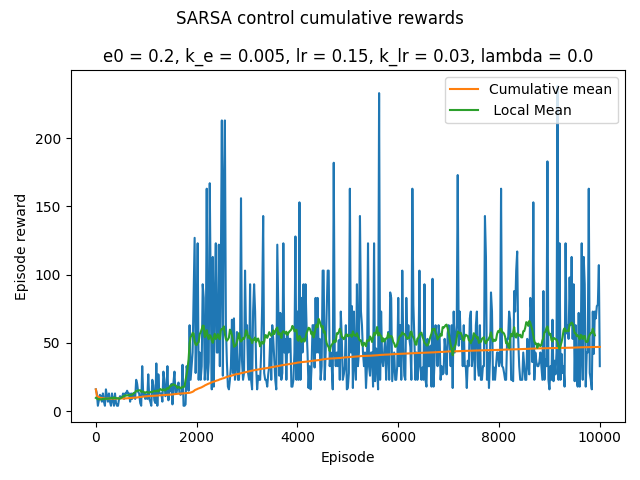 SARSA control cumulative rewards
e0 = 0.2, k_e = 0.005, lr = 0.15, k_lr = 0.03, lambda = 0.0
Cumulative mean
Local Mean
Episode reward
200
150
100
50
0
0 2000 4000 6000 8000 10000
Episode